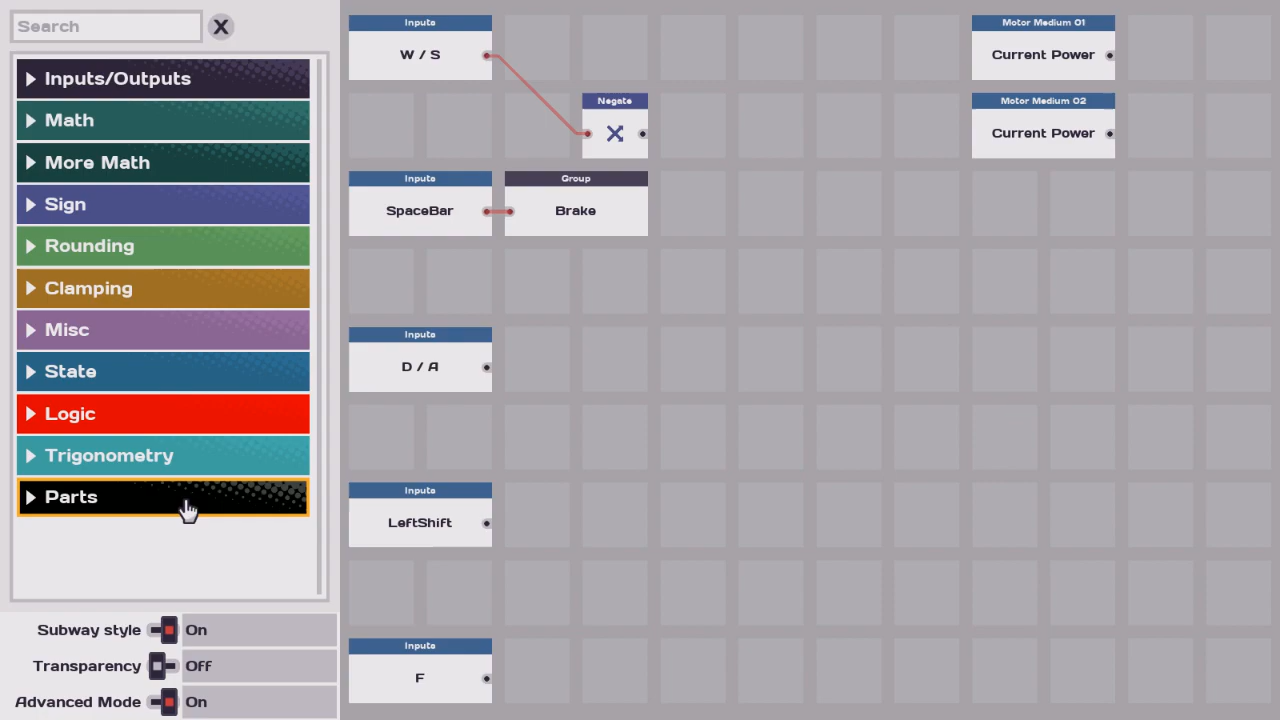 Search
X
Inputs/Outputs
Math
More Math
Sign
Rounding
Clamping
Misc
State
Logic
Trigonometry
Parts
Subway style On
Transparency Off
Advanced Mode On
Inputs
W / S
Negate
Inputs
SpaceBar
Group
Brake
Inputs
D / A
Inputs
LeftShift
Inputs
F
Motor Medium 01
Current Power
Motor Medium 02
Current Power